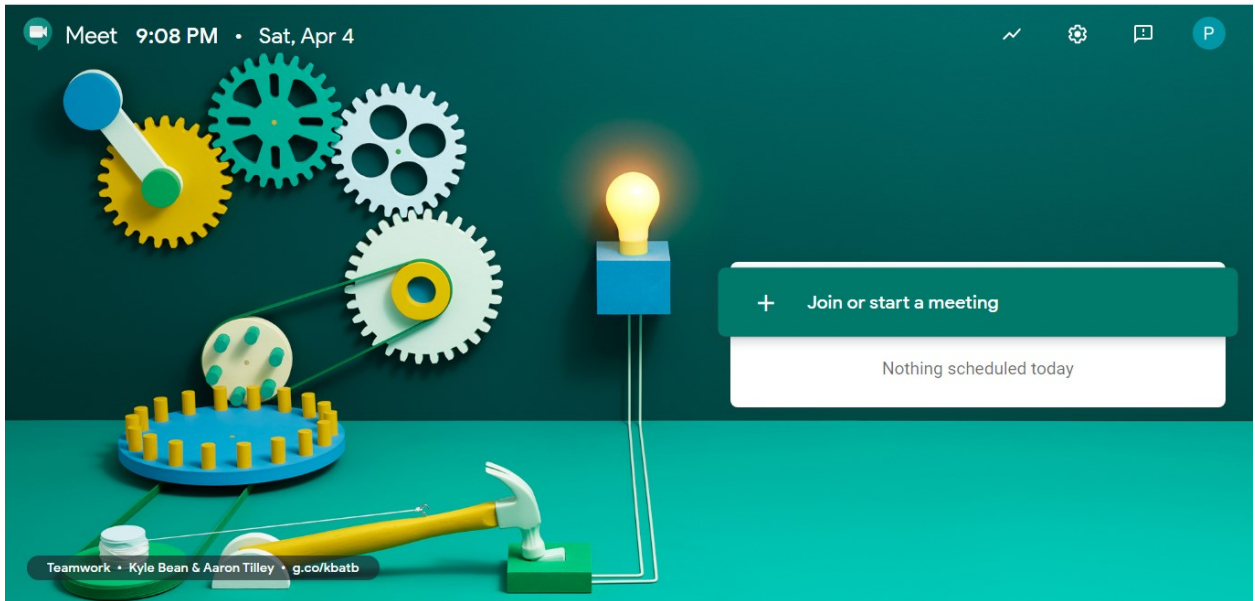 Meet 9:08 PM • Sat, Apr 4
P
Join or start a meeting
Nothing scheduled today
Teamwork • Kyle Bean & Aaron Tilley • g.co/kbatb